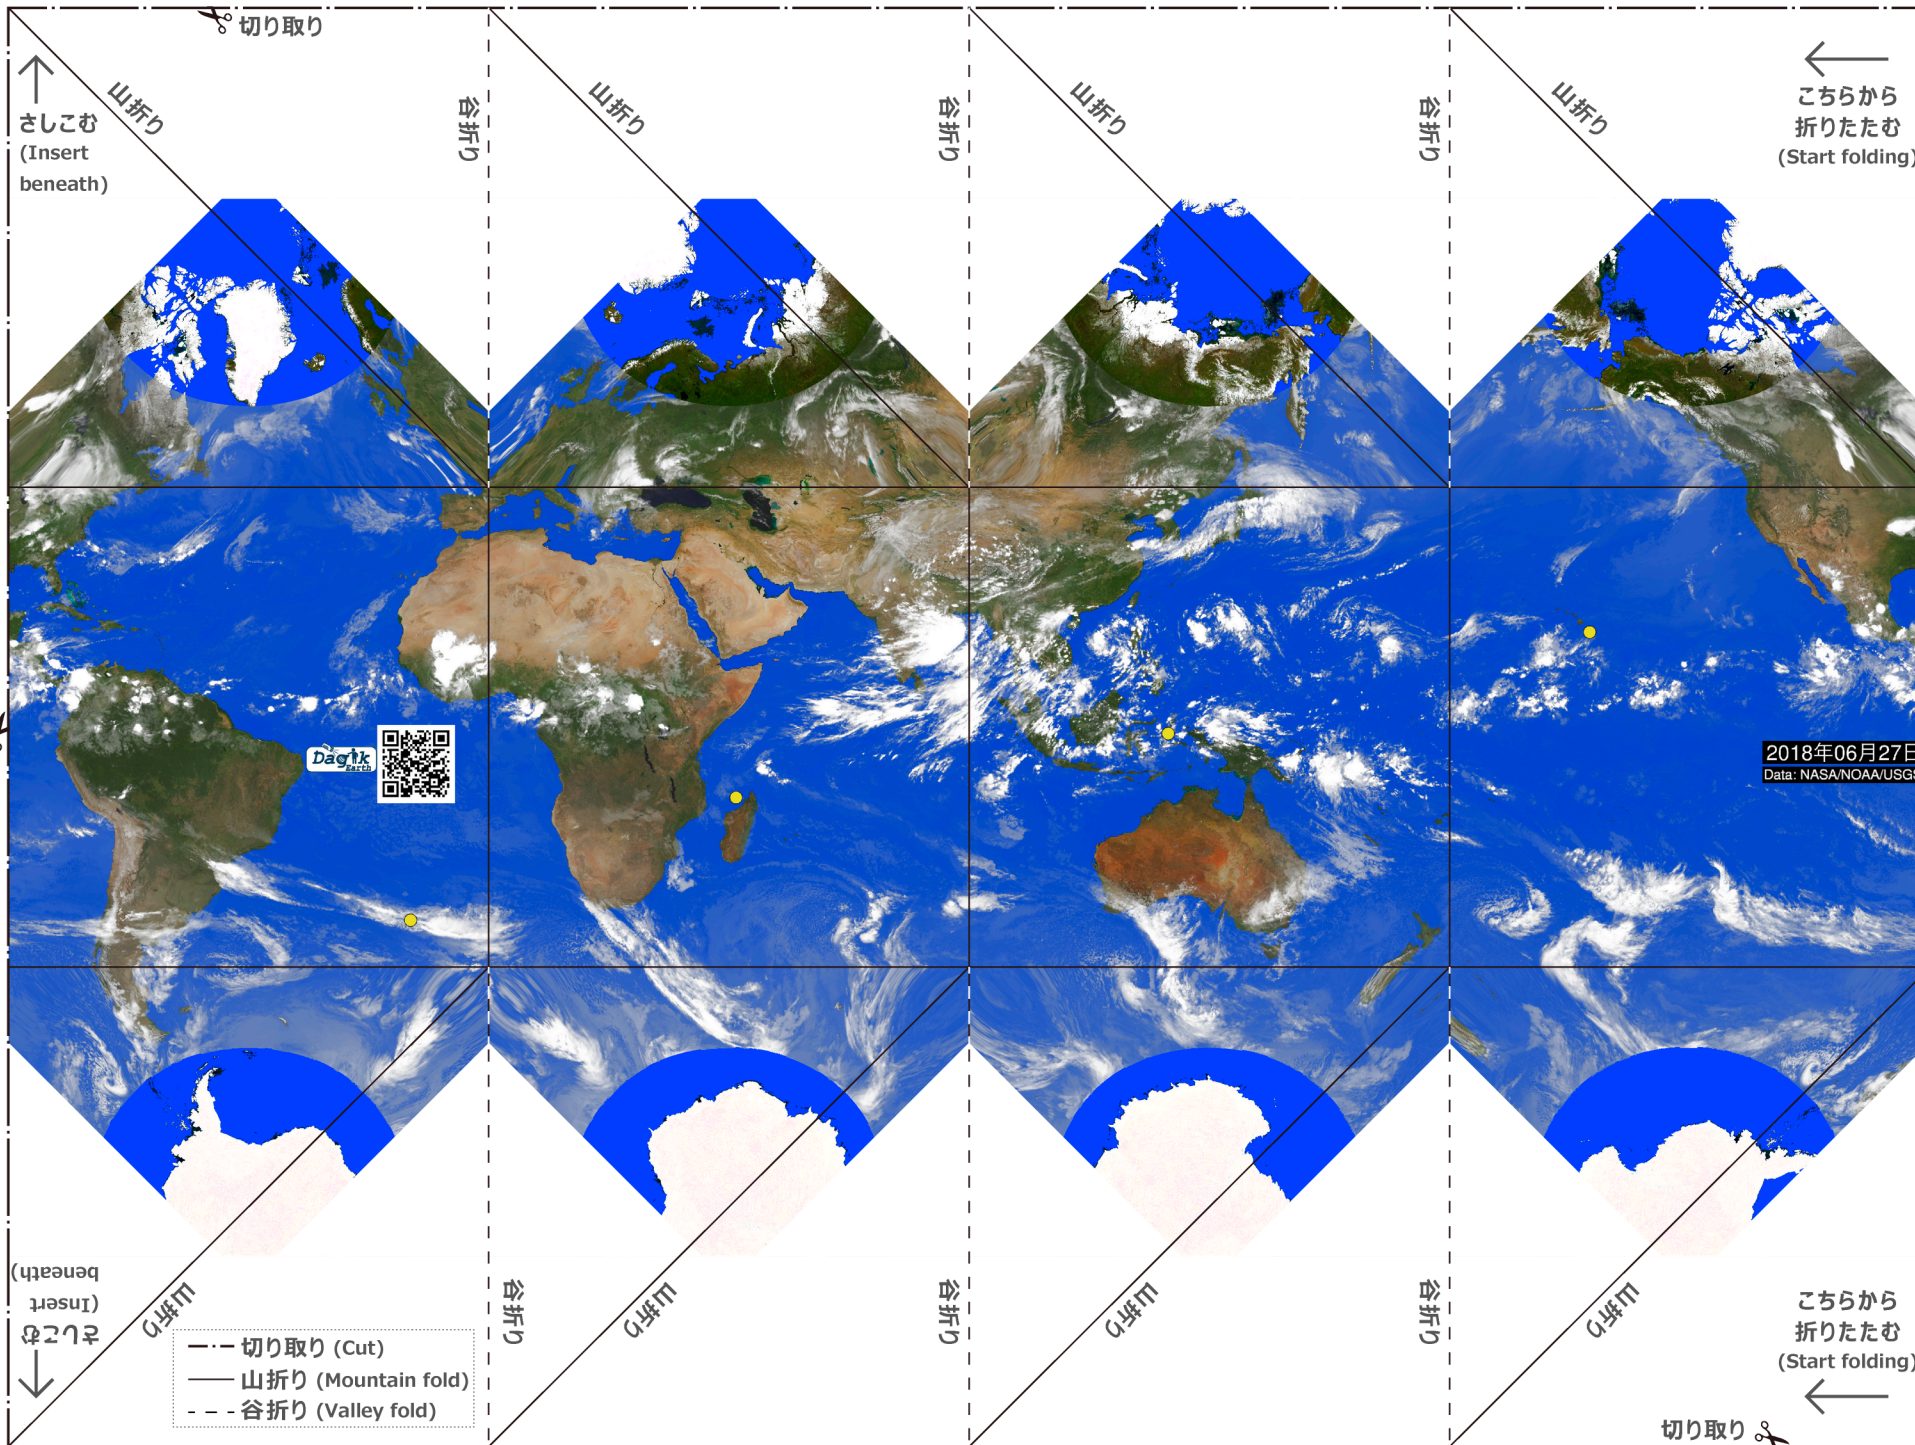 切り取り
山折り
谷折り
山折り
谷折り
山折り
谷折り
山折り
さしこむ
(Insert
beneath)
こちらから
折りたたむ
(Start folding)
Dagik
Earth
2018年06月27日
Data: NASA/NOAA/USGS
さしこむ
(Insert
beneath)
山折り
谷折り
山折り
谷折り
山折り
谷折り
山折り
切り取り (Cut)
山折り (Mountain fold)
谷折り (Valley fold)
こちらから
折りたたむ
(Start folding)
切り取り